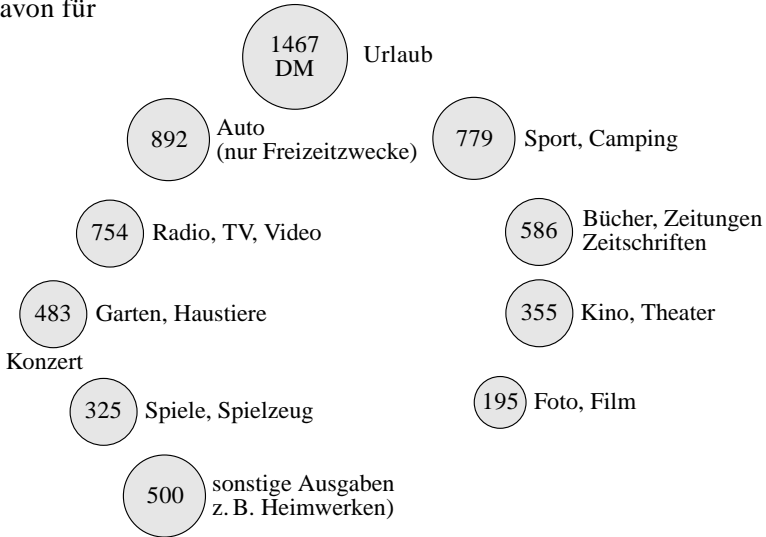 avon für
1467
DM
Urlaub
892
Auto
(nur Freizeitzwecke)
779
Sport, Camping
754
Radio, TV, Video
586
Bücher, Zeitungen
Zeitschriften
483
Garten, Haustiere
355
Kino, Theater
Konzert
325
Spiele, Spielzeug
195
Foto, Film
500
sonstige Ausgaben
z. B. Heimwerken)